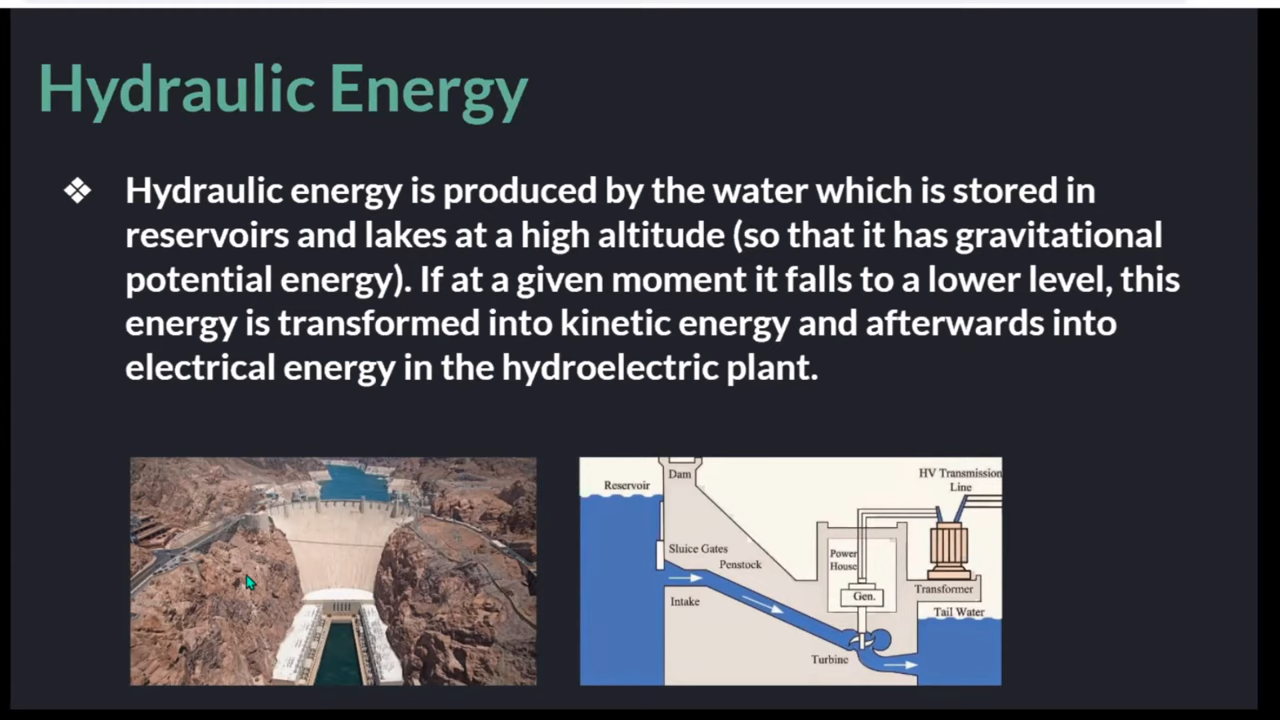 Hydraulic Energy
❖ Hydraulic energy is produced by the water which is stored in
reservoirs and lakes at a high altitude (so that it has gravitational
potential energy). If at a given moment it falls to a lower level, this
energy is transformed into kinetic energy and afterwards into
electrical energy in the hydroelectric plant.
Dam
Reservoir
HV Transmission
Line
Sluice Gates
Penstock
Power
House
Intake
Gen.
Transformer
Tail Water
Turbine